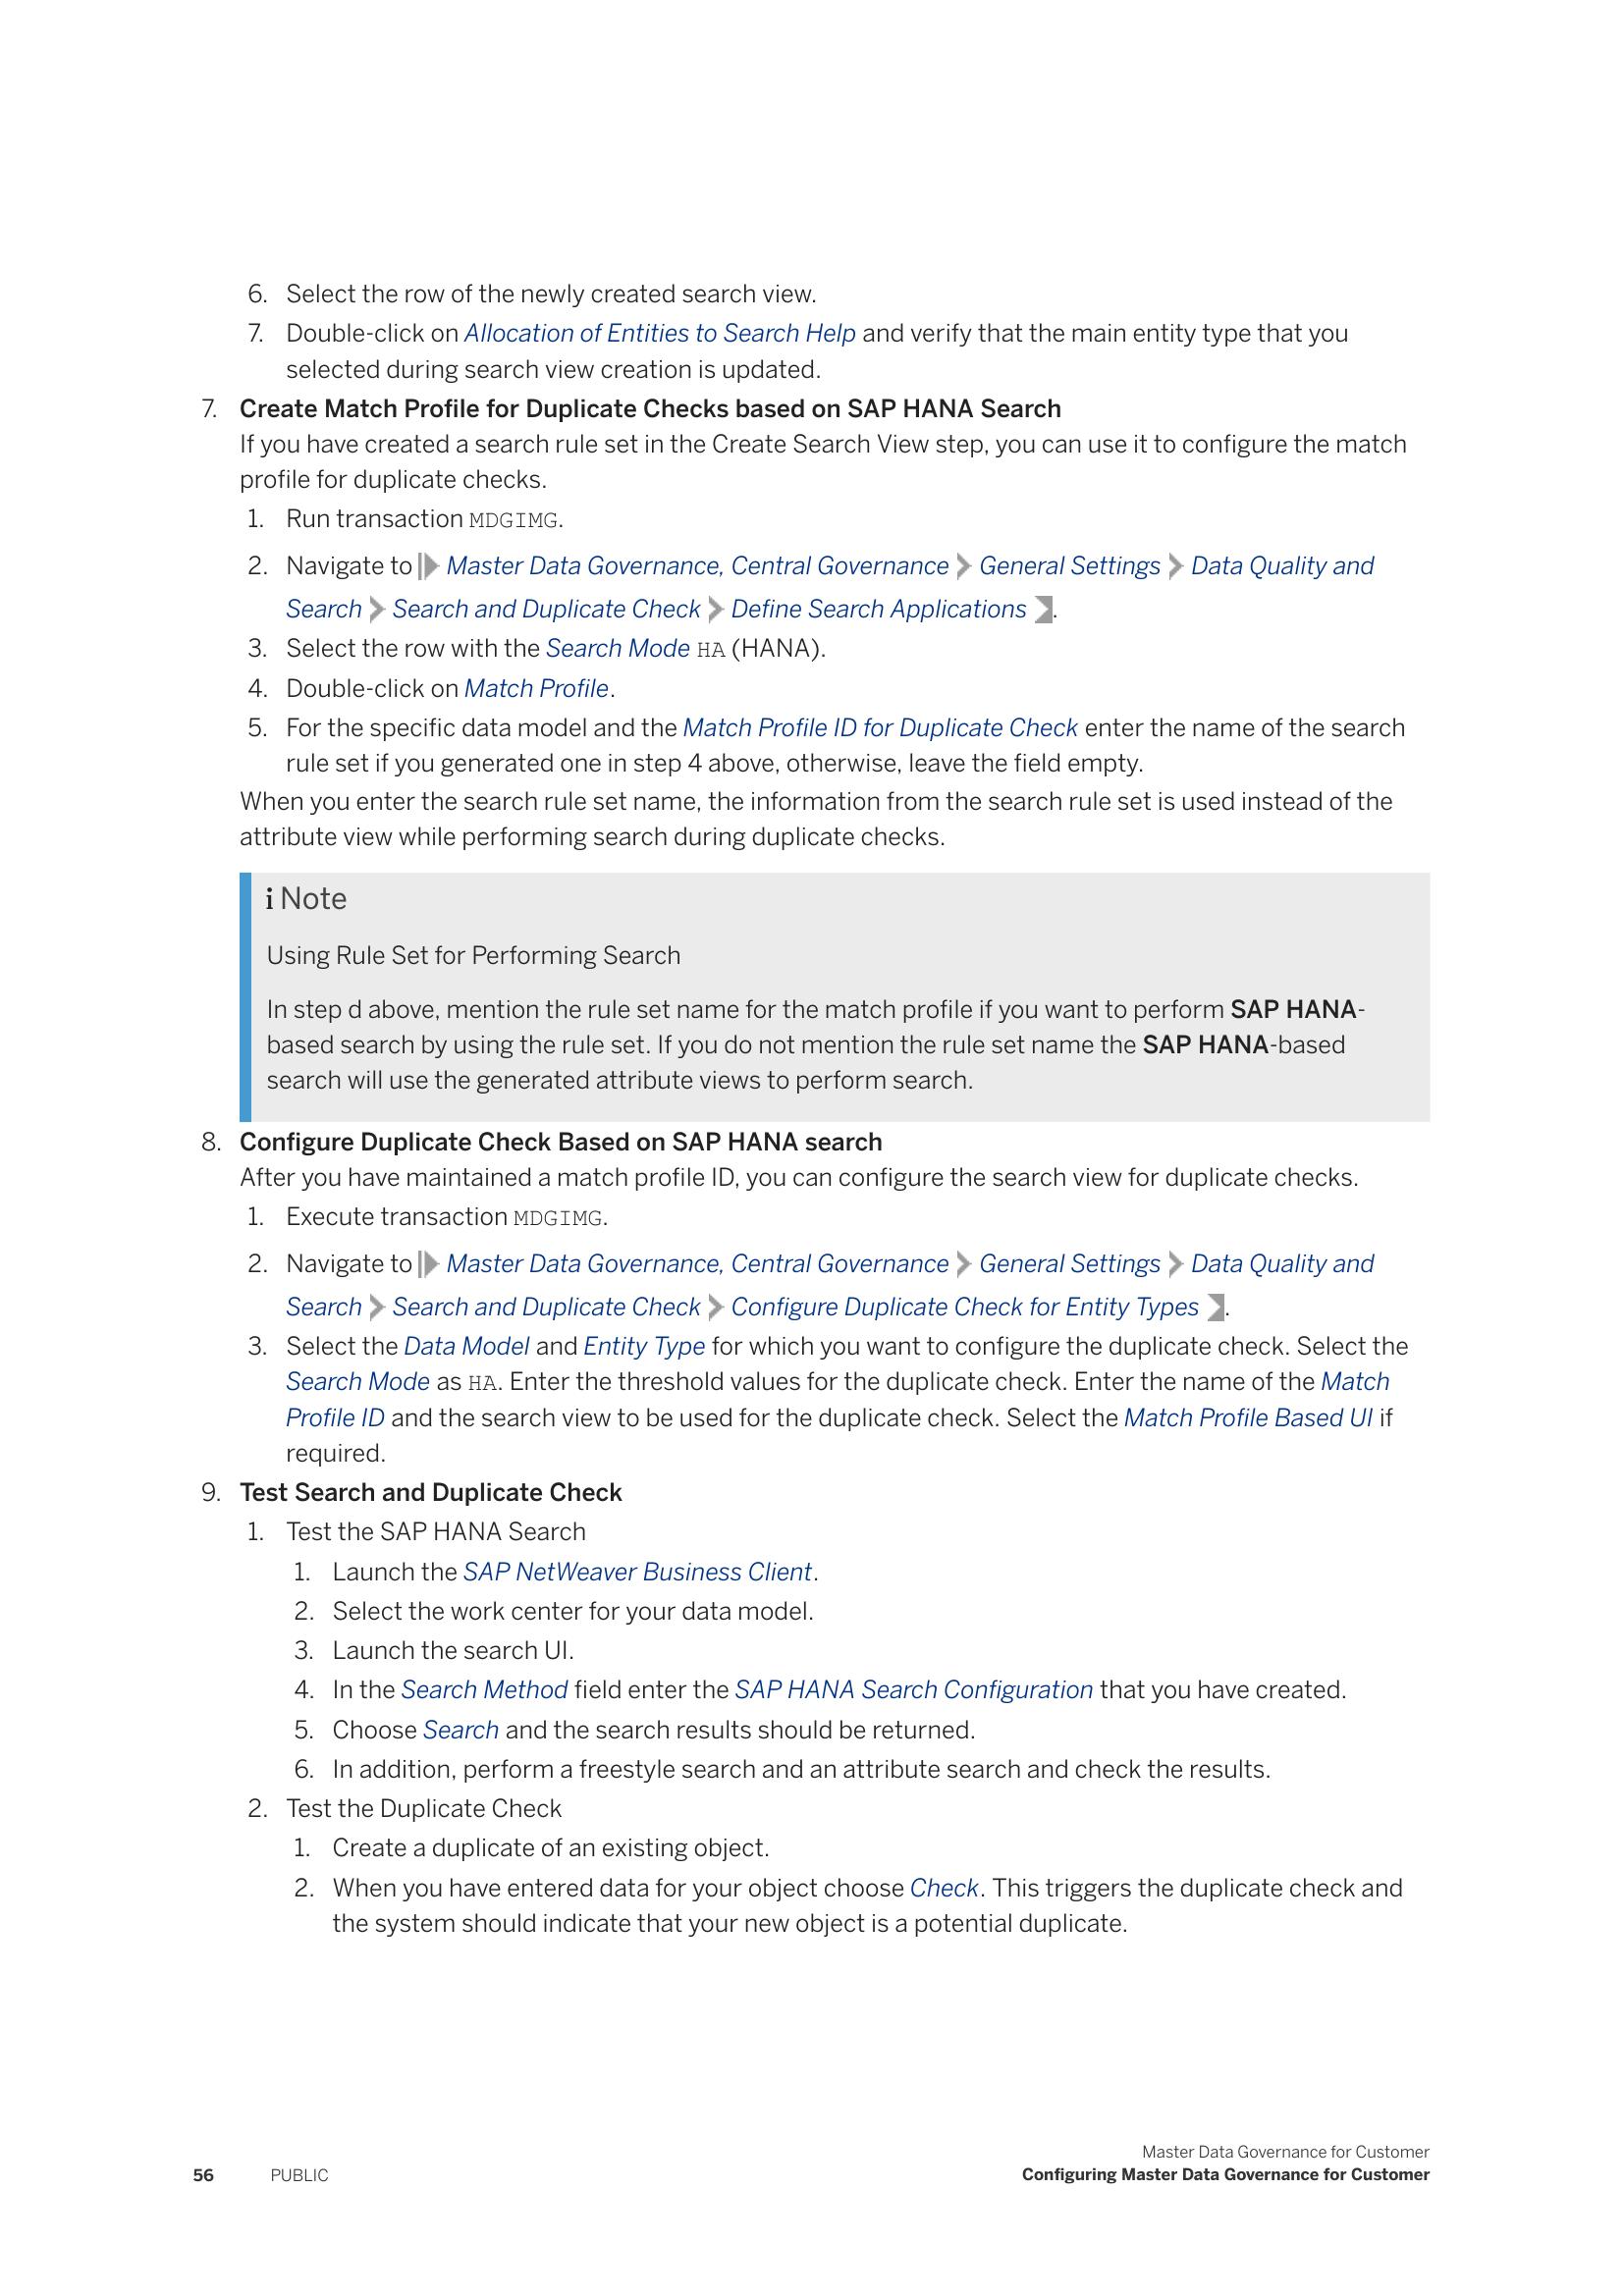 6. Select the row of the newly created search view.
7. Double-click on Allocation of Entities to Search Help and verify that the main entity type that you
selected during search view creation is updated.
7. Create Match Profile for Duplicate Checks based on SAP HANA Search
If you have created a search rule set in the Create Search View step, you can use it to configure the match
profile for duplicate checks.
1. Run transaction MDGIMG.
2. Navigate to Master Data Governance, Central Governance General Settings Data Quality and
Search Search and Duplicate Check Define Search Applications .
3. Select the row with the Search Mode HA (HANA).
4. Double-click on Match Profile.
5. For the specific data model and the Match Profile ID for Duplicate Check enter the name of the search
rule set if you generated one in step 4 above, otherwise, leave the field empty.
When you enter the search rule set name, the information from the search rule set is used instead of the
attribute view while performing search during duplicate checks.
i Note
Using Rule Set for Performing Search
In step d above, mention the rule set name for the match profile if you want to perform SAP HANA-
based search by using the rule set. If you do not mention the rule set name the SAP HANA-based
search will use the generated attribute views to perform search.
8. Configure Duplicate Check Based on SAP HANA search
After you have maintained a match profile ID, you can configure the search view for duplicate checks.
1. Execute transaction MDGIMG.
2. Navigate to Master Data Governance, Central Governance General Settings Data Quality and
Search Search and Duplicate Check Configure Duplicate Check for Entity Types .
3. Select the Data Model and Entity Type for which you want to configure the duplicate check. Select the
Search Mode as HA. Enter the threshold values for the duplicate check. Enter the name of the Match
Profile ID and the search view to be used for the duplicate check. Select the Match Profile Based UI if
required.
9. Test Search and Duplicate Check
1. Test the SAP HANA Search
1. Launch the SAP NetWeaver Business Client.
2. Select the work center for your data model.
3. Launch the search UI.
4. In the Search Method field enter the SAP HANA Search Configuration that you have created.
5. Choose Search and the search results should be returned.
6. In addition, perform a freestyle search and an attribute search and check the results.
2. Test the Duplicate Check
1. Create a duplicate of an existing object.
2. When you have entered data for your object choose Check. This triggers the duplicate check and
the system should indicate that your new object is a potential duplicate.
Master Data Governance for Customer
56 PUBLIC Configuring Master Data Governance for Customer